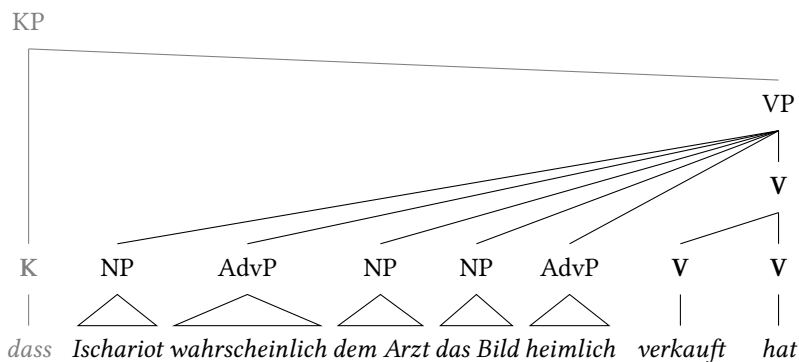 KP
VP
V
K NP AdvP NP NP AdvP V V
dass Ischariot wahrscheinlich dem Arzt das Bild heimlich verkauft hat